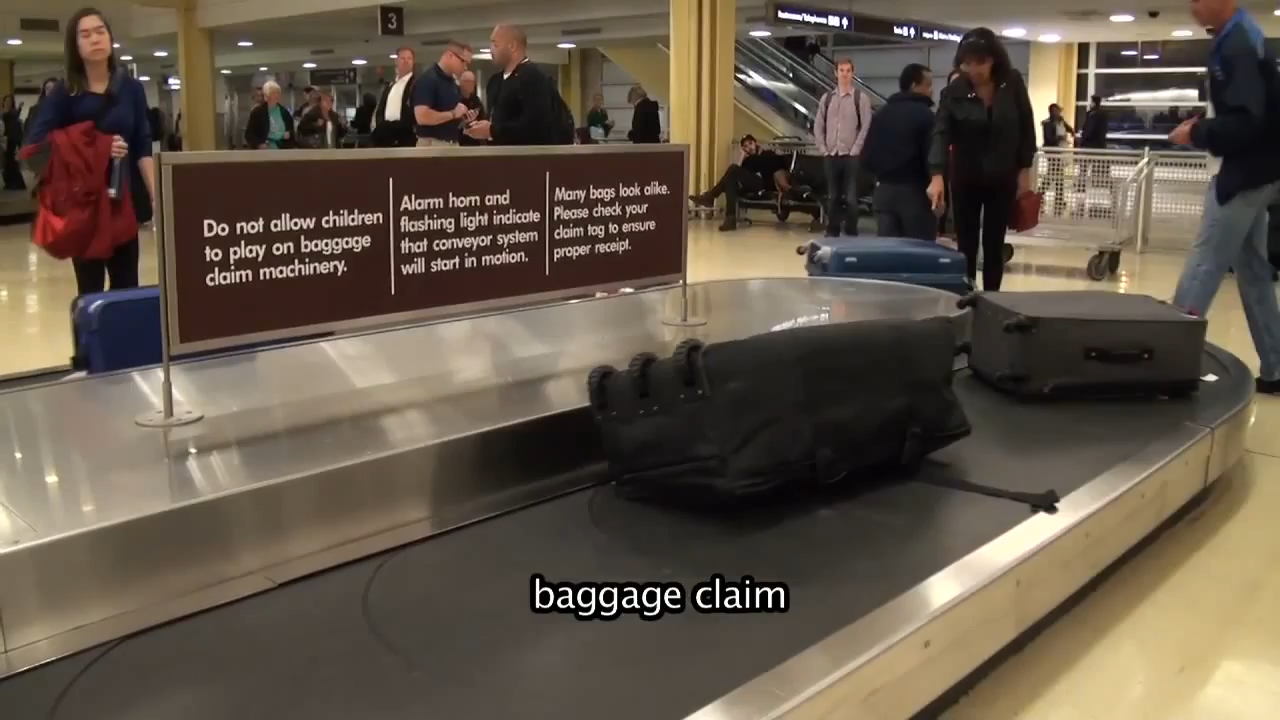 3
Restrooms/Telephones
Do not allow children
to play on baggage
claim machinery.
Alarm horn and
flashing light indicate
that conveyor system
will start in motion.
Many bags look alike.
Please check your
claim tag to ensure
proper receipt.
baggage claim